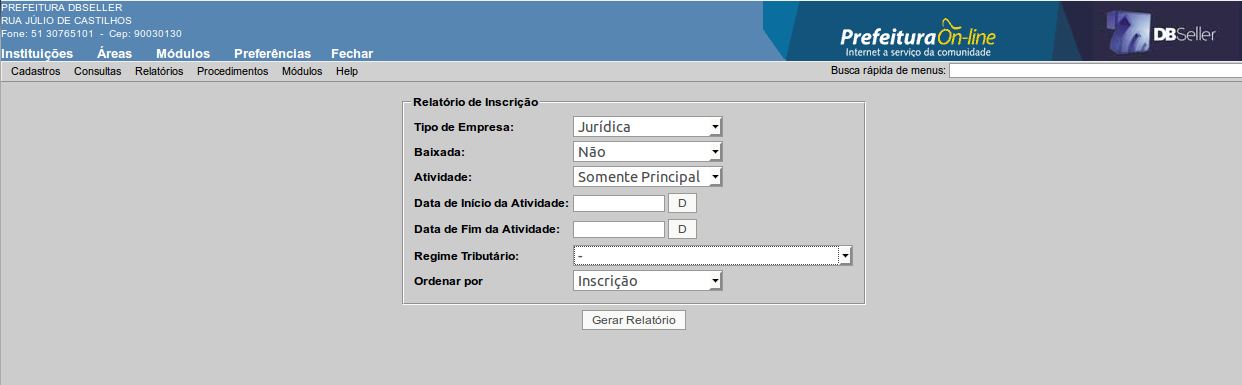 PREFEITURA DBSELLER
RUA JÚLIO DE CASTILHOS
Fone: 51 30765101 - Cep: 90030130
Instituições Áreas Módulos Preferências Fechar
PrefeituraOn-line
Internet a serviço da comunidade
DBSeller
Cadastros Consultas Relatórios Procedimentos Módulos Help Busca rápida de menus:
Relatório de Inscrição
Tipo de Empresa: Jurídica
Baixada: Não
Atividade: Somente Principal
Data de Início da Atividade: D
Data de Fim da Atividade: D
Regime Tributário: -
Ordenar por Inscrição
Gerar Relatório